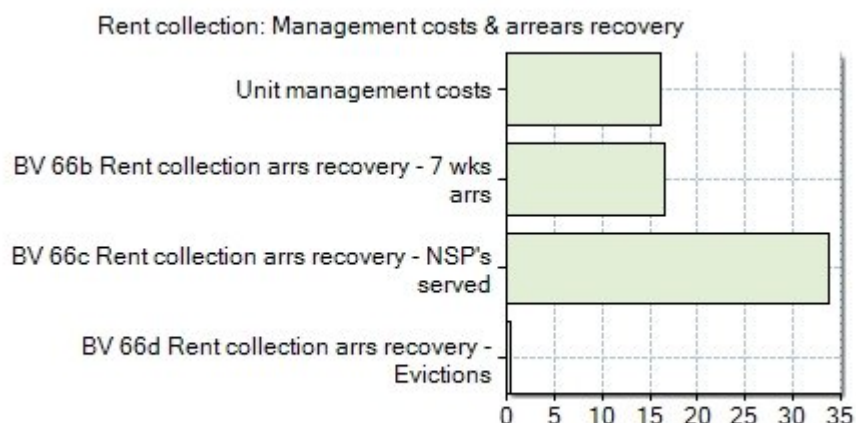 Rent collection: Management costs & arrears recovery
Unit management costs
BV 66b Rent collection arrs recovery - 7 wks
arrs
BV 66c Rent collection arrs recovery - NSP's
served
BV 66d Rent collection arrs recovery -
Evictions
0 5 10 15 20 25 30 35